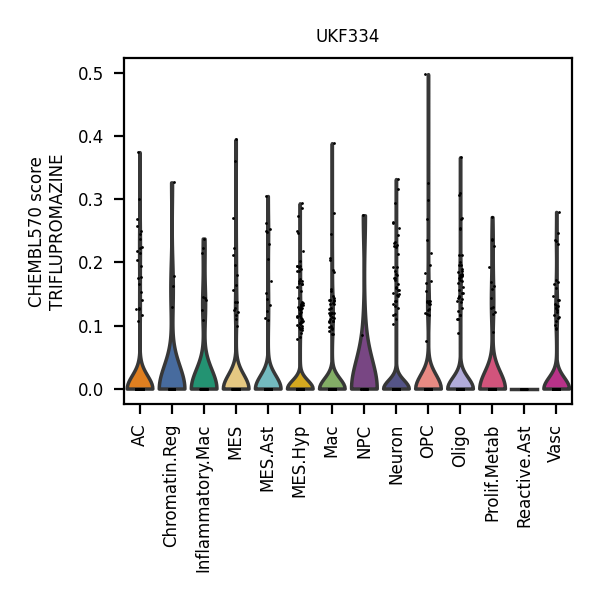 UKF334
CHEMBL570 score
TRIFLUPROMAZINE
0.5
0.4
0.3
0.2
0.1
0.0
AC
Chromatin.Reg
Inflammatory.Mac
MES
MES.Ast
MES.Hyp
Mac
NPC
Neuron
OPC
Oligo
Prolif.Metab
Reactive.Ast
Vasc